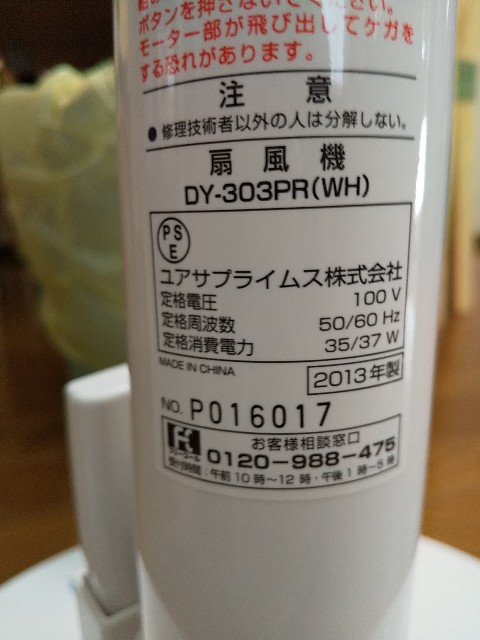 ボタンを押さないでください。
モーター部が飛び出してケガを
する恐れがあります。
注 意
● 修理技術者以外の人は分解しない。
扇 風 機
DY-303PR(WH)
PS
E
ユアサプライムス株式会社
定格電圧 100 V
定格周波数 50/60 Hz
定格消費電力 35/37 W
MADE IN CHINA
2013年製
NO. P016017
お客様相談窓口
フリーコール 0120-988-475
受付時間:午前10時~12時・午後1時~5時